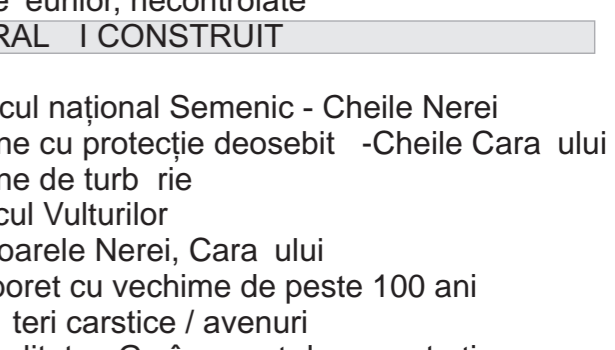 eurilor, necontrolate
RAL I CONSTRUIT
cul național Semenic - Cheile Nerei
ne cu protecție deosebit -Cheile Cara ului
ne de turb rie
cul Vulturilor
oarele Nerei, Cara ului
boret cu vechime de peste 100 ani
teri carstice / avenuri